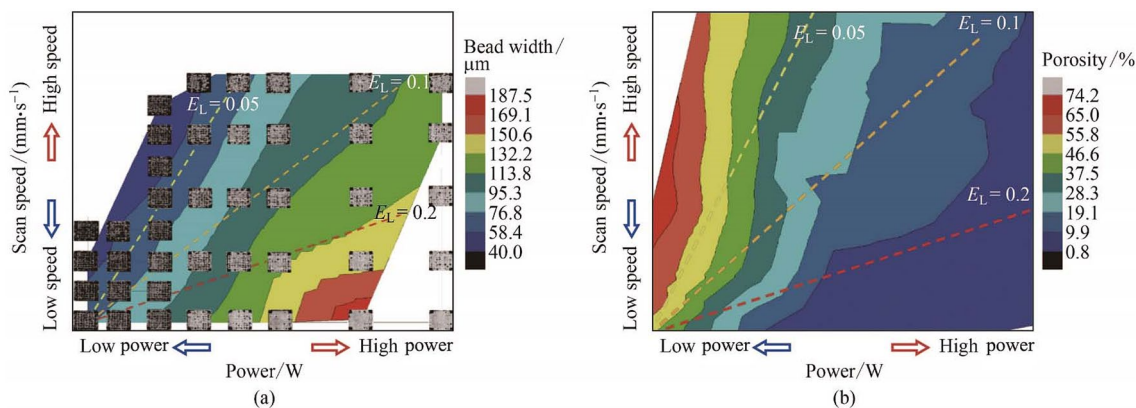 Scan speed/(mm·s⁻¹)
Low speed
High speed
E_L = 0.05
E_L = 0.1
E_L = 0.2
Bead width/
μm
187.5
169.1
150.6
132.2
113.8
95.3
76.8
58.4
40.0
Low power
High power
Power/W
(a)
Scan speed/(mm·s⁻¹)
Low speed
High speed
E_L = 0.05
E_L = 0.1
E_L = 0.2
Porosity/%
74.2
65.0
55.8
46.6
37.5
28.3
19.1
9.9
0.8
Low power
High power
Power/W
(b)